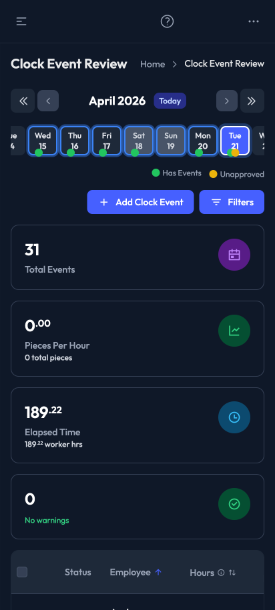 Clock Event Review Home > Clock Event Review
April 2026 Today
Wed Thu Fri Sat Sun Mon Tue
15 16 17 18 19 20 21
Has Events Unapproved
+ Add Clock Event Filters
31
Total Events
0.00
Pieces Per Hour
0 total pieces
189.22
Elapsed Time
189.22 worker hrs
0
No warnings
Status Employee ↑ Hours